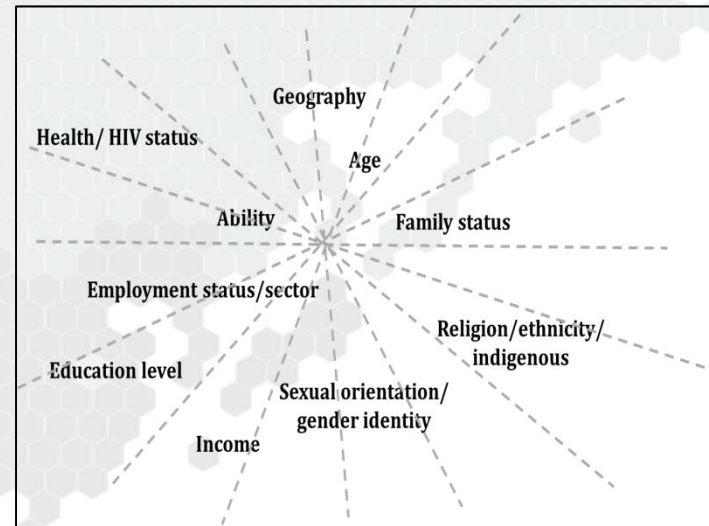 Geography
Health/ HIV status
Age
Ability
Family status
Employment status/sector
Religion/ethnicity/
indigenous
Education level
Sexual orientation/
gender identity
Income